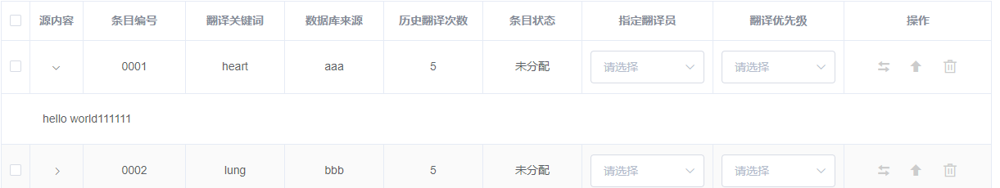 源内容 条目编号 翻译关键词 数据库来源 历史翻译次数 条目状态 指定翻译员 翻译优先级 操作
0001 heart aaa 5 未分配 请选择 请选择
hello world111111
0002 lung bbb 5 未分配 请选择 请选择